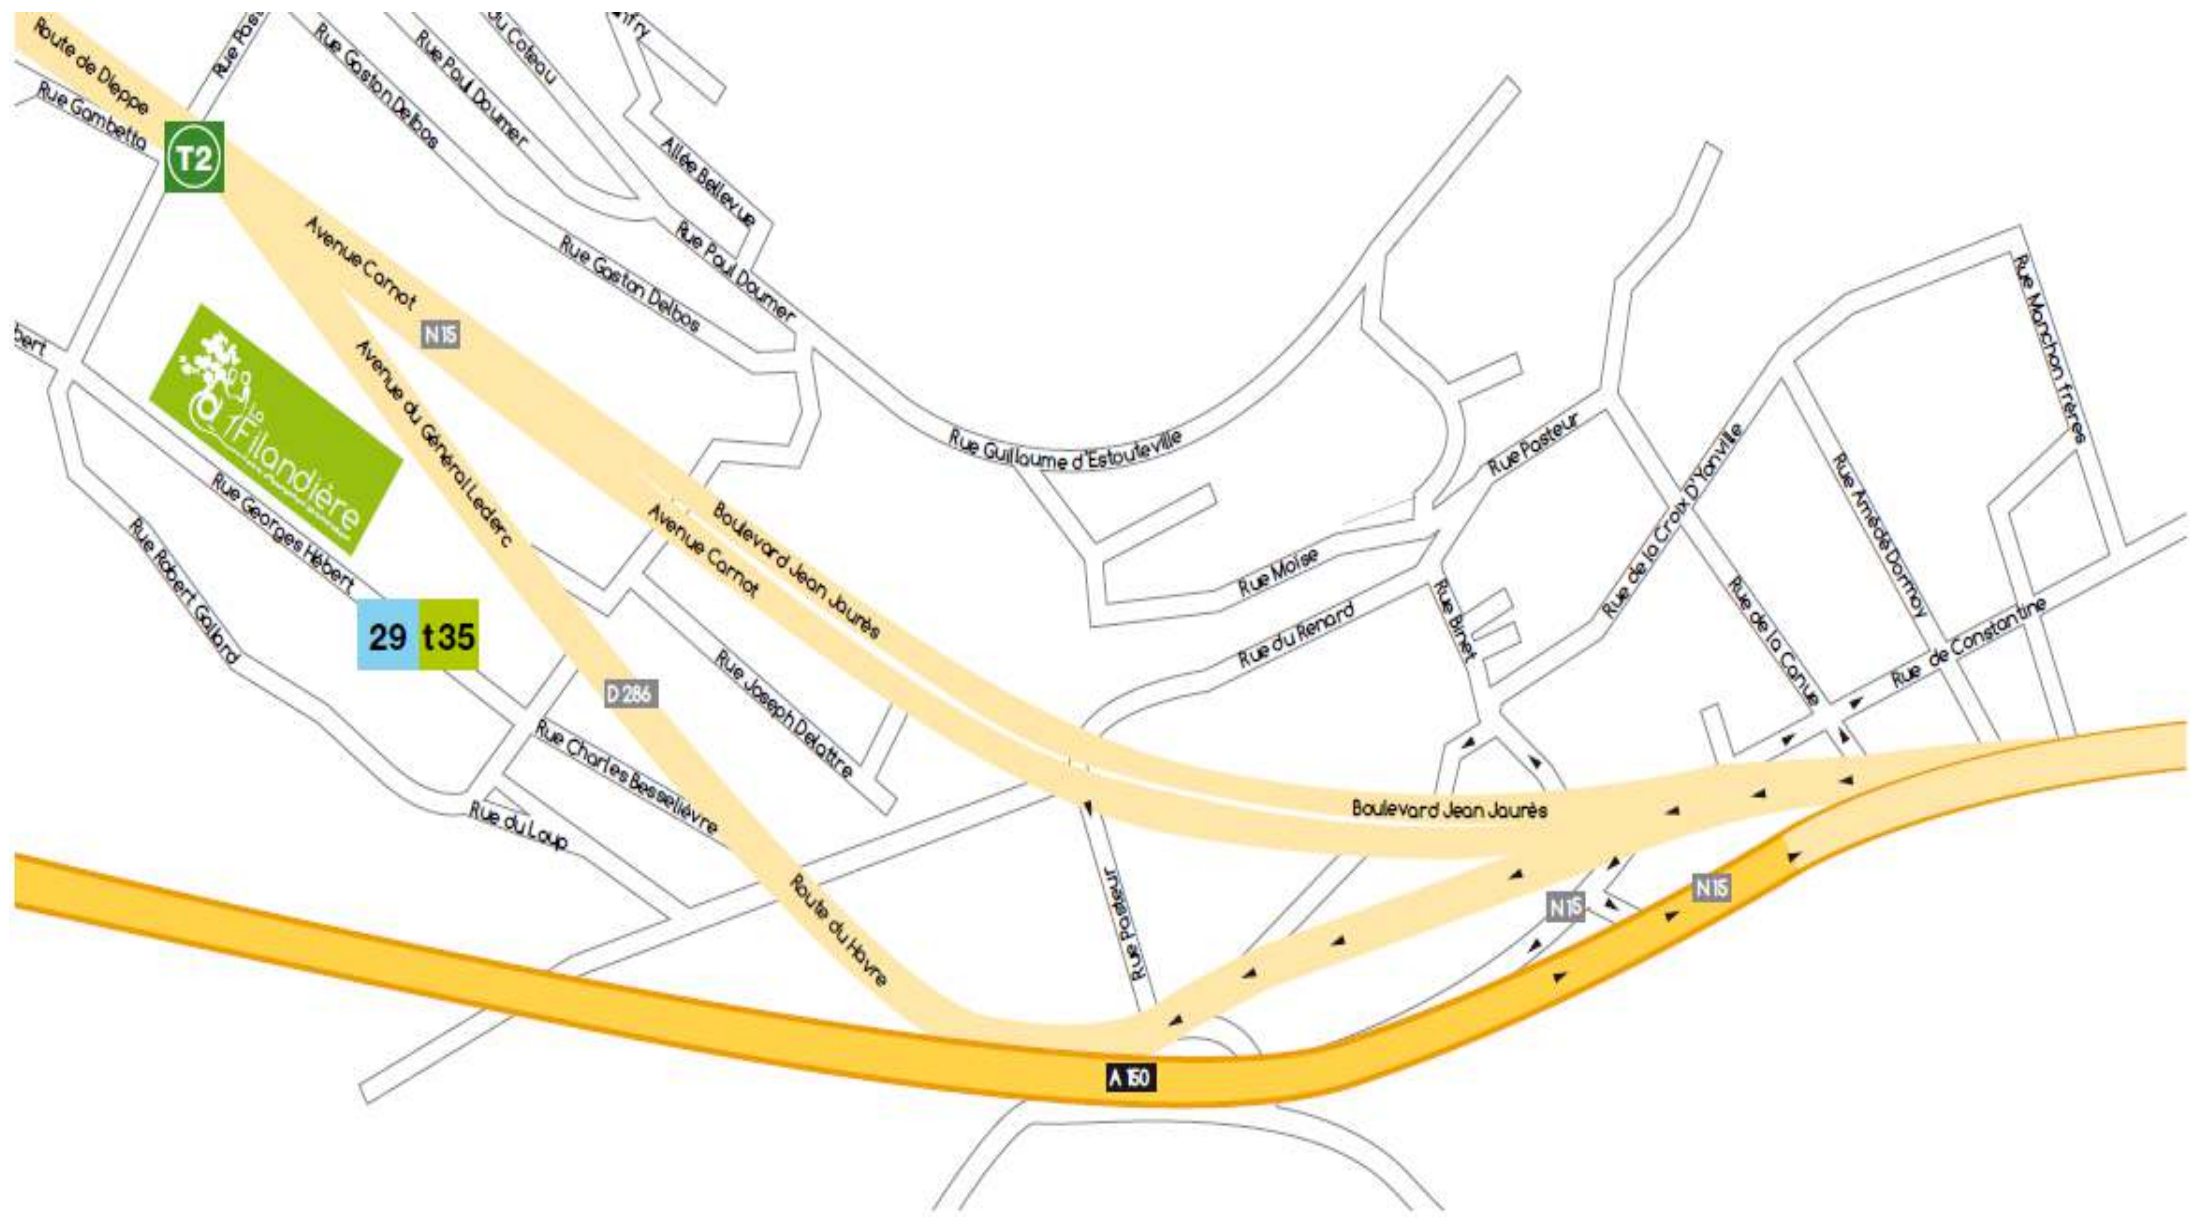 Route de Dieppe
Rue Gambetta
T2
Rue Gaston Delbos
Rue Paul Doumer
Allée Bellevue
Rue Paul Doumer
Rue Gaston Delbos
Avenue Carnot
N15
Avenue du Général Leclerc
La
Filandière
Rue Georges Hébert
Rue Robert Gallard
29 t35
D 286
Avenue Carnot
Boulevard Jean Jaurès
Rue Guillaume d'Estouteville
Rue Moïse
Rue du Renard
Rue Pasteur
Rue Binet
Rue de la Croix D'Yonville
Rue Manchon frères
Rue Amédé Dormoy
Rue de la Canue
Rue de Constantine
Rue Joseph Delattre
Rue Charles Besselièvre
Rue du Loup
Route du Havre
Rue Pasteur
Boulevard Jean Jaurès
N15
N15
A 150